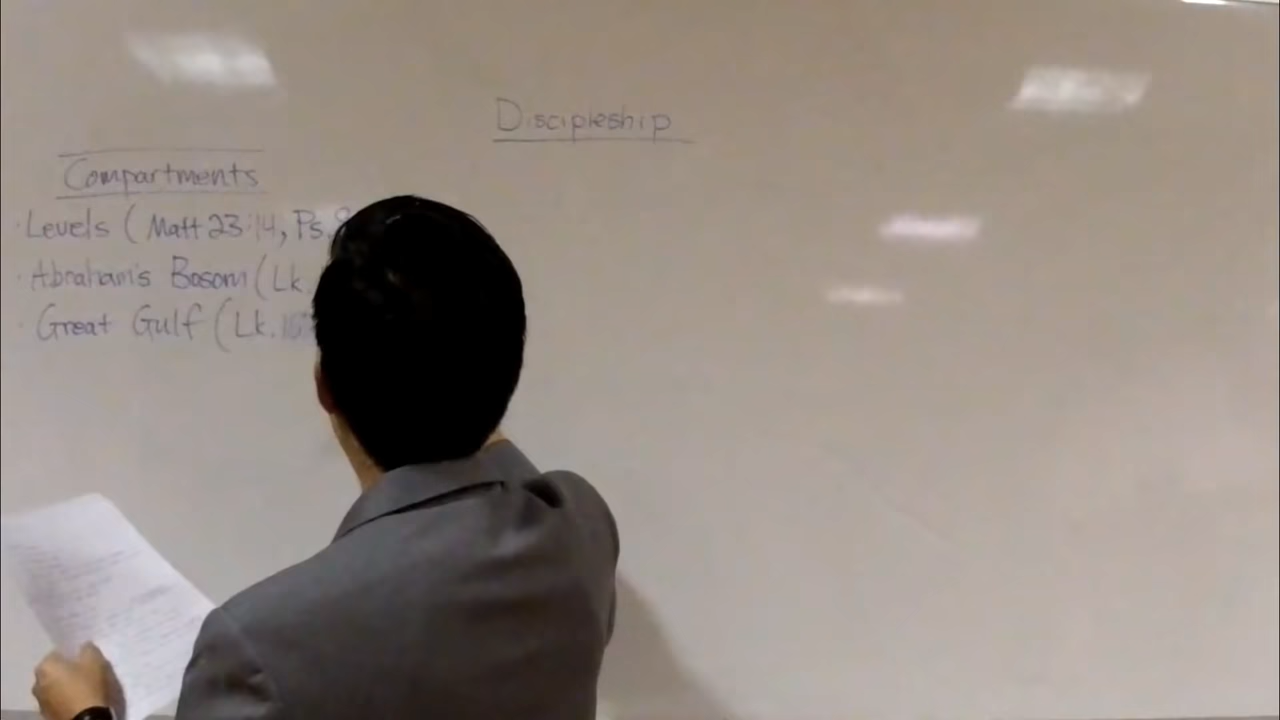 Discipleship
Compartments
· Levels (Matt 23:14, Ps.
· Abraham's Bosom (Lk
· Great Gulf (Lk. 16